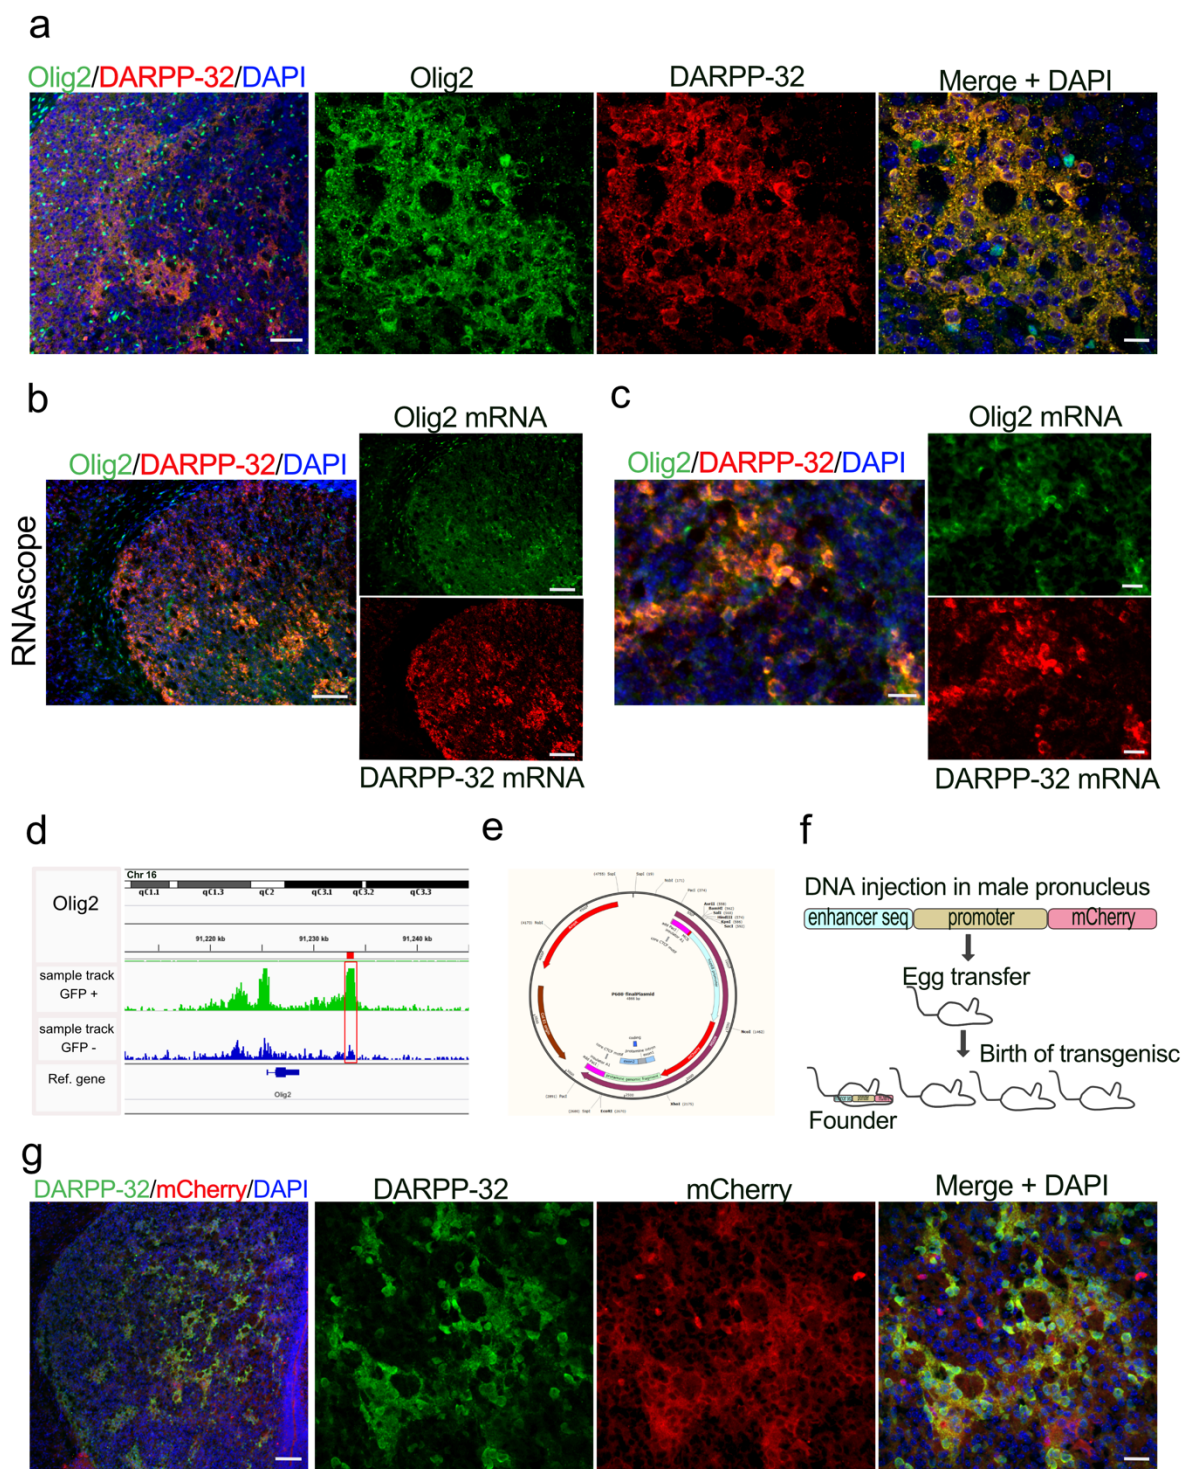 a
Olig2/DARPP-32/DAPI
Olig2
DARPP-32
Merge + DAPI
b
Olig2 mRNA
Olig2/DARPP-32/DAPI
RNAscope
DARPP-32 mRNA
c
Olig2 mRNA
Olig2/DARPP-32/DAPI
DARPP-32 mRNA
d
Olig2
Chr 16
qC1.1 qC1.3 qC2 qC3.1 qC3.2 qC3.3
91,220 kb 91,230 kb 91,240 kb
sample track
GFP +
sample track
GFP -
Ref. gene
Olig2
e
f
DNA injection in male pronucleus
enhancer seq promoter mCherry
Egg transfer
Birth of transgenisc
Founder
g
DARPP-32/mCherry/DAPI
DARPP-32
mCherry
Merge + DAPI